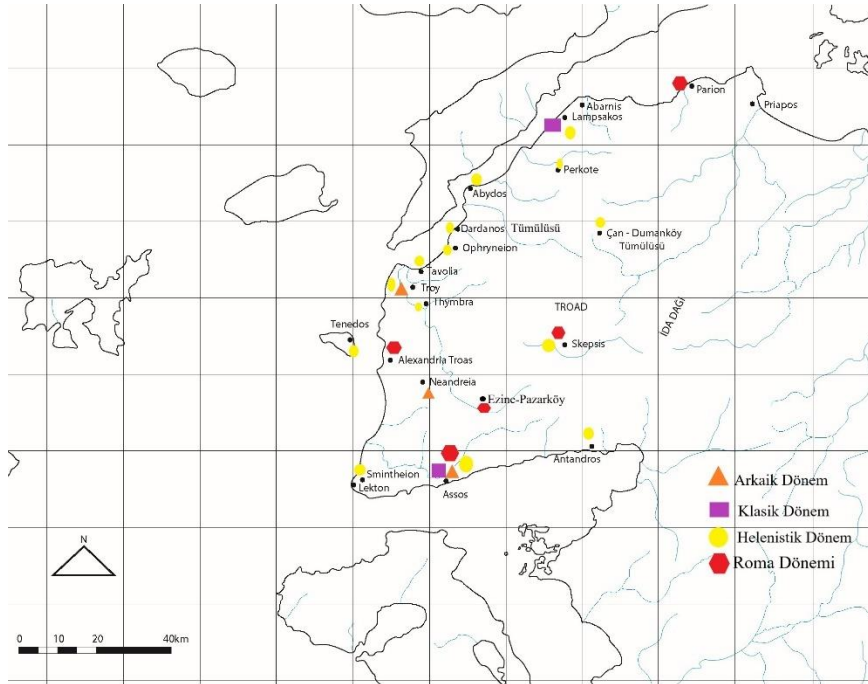 Parion
Abarnis
Priapos
Lampsakos
Perkote
Abydos
Dardanos Tümülüsü
Çan - Dumanköy
Tümülüsü
Ophryneion
Tavolia
Troy
Thymbra
TROAD
İDA DAĞI
Tenedos
Skepsis
Alexandria Troas
Neandreia
Ezine-Pazarköy
Antandros
Smintheion
Lekton
Assos
Arkaik Dönem
Klasik Dönem
Helenistik Dönem
Roma Dönemi
N
0 10 20 40km